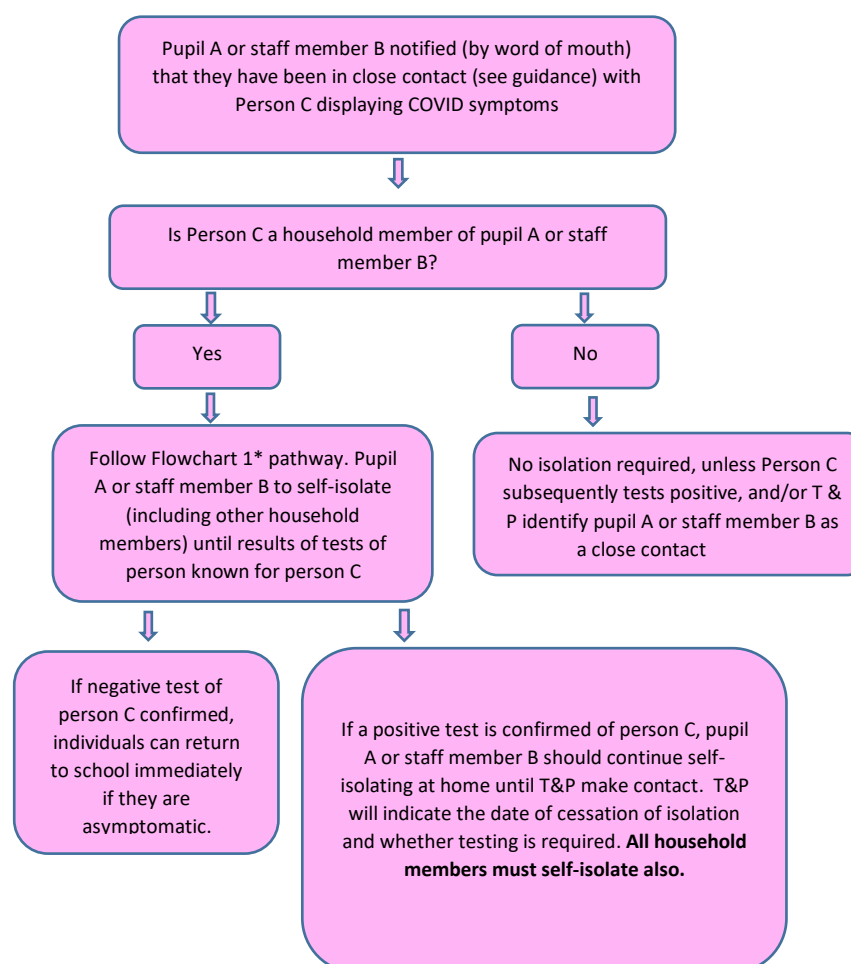 Pupil A or staff member B notified (by word of mouth)
that they have been in close contact (see guidance) with
Person C displaying COVID symptoms
Is Person C a household member of pupil A or staff
member B?
Yes
No
Follow Flowchart 1* pathway. Pupil
A or staff member B to self-isolate
(including other household
members) until results of tests of
person known for person C
No isolation required, unless Person C
subsequently tests positive, and/or T &
P identify pupil A or staff member B as
a close contact
If negative test of
person C confirmed,
individuals can return
to school immediately
if they are
asymptomatic.
If a positive test is confirmed of person C, pupil
A or staff member B should continue self-
isolating at home until T&P make contact.  T&P
will indicate the date of cessation of isolation
and whether testing is required. All household
members must self-isolate also.